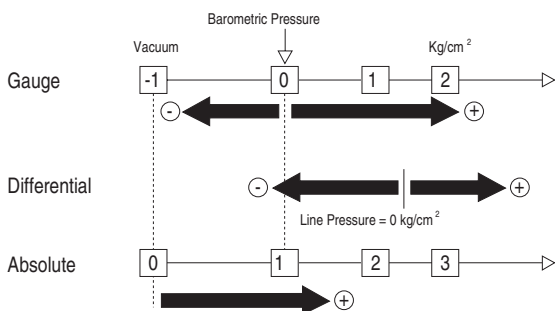 Barometric Pressure
Vacuum
Kg/cm²
Gauge
-1 0 1 2
- +
Differential
- +
Line Pressure = 0 kg/cm²
Absolute
0 1 2 3
+